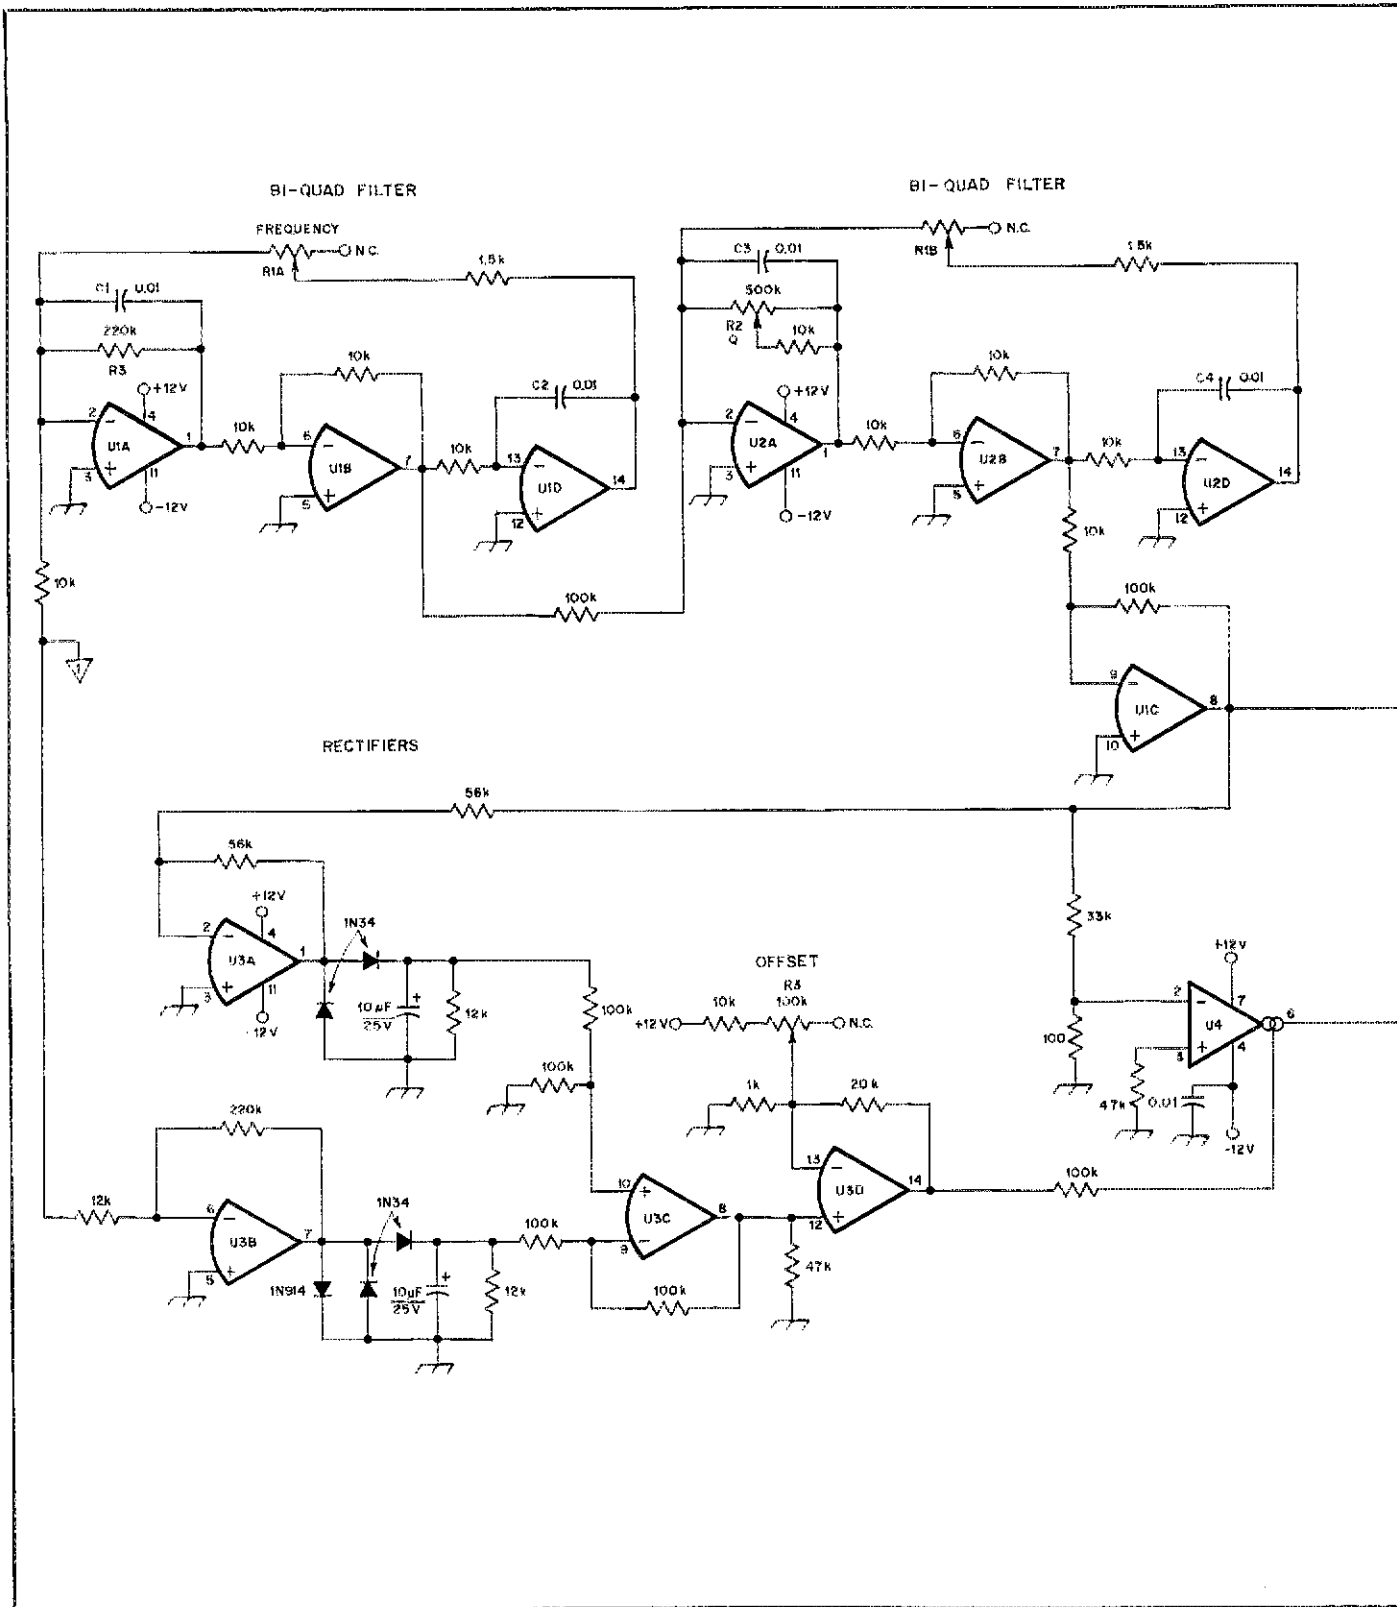 BI-QUAD FILTER
BI-QUAD FILTER
FREQUENCY
N.C.
R1A
1.5k
C1 0.01
220k
R3
+12V
2
4
U1A
1
3
11
-12V
10k
10k
10k
6
U1B
7
5
10k
C2 0.01
13
U1D
14
12
100k
N.C.
R1B
1.5k
C3 0.01
500k
R2
Q
10k
+12V
2
4
U2A
1
3
11
-12V
10k
10k
6
U2B
7
5
10k
C4 0.01
13
U2D
14
12
10k
100k
9
U1C
8
10
RECTIFIERS
56k
56k
+12V
2
4
U3A
1
3
11
-12V
1N34
10µF
25V
12k
100k
100k
OFFSET
R3
10k
100k
+12V
N.C.
1k
20k
33k
100
+12V
2
7
U4
6
3
4
47k
0.01
-12V
220k
12k
6
U3B
7
5
1N914
1N34
10µF
25V
12k
100k
10
U3C
8
9
100k
47k
13
U3D
14
12
100k